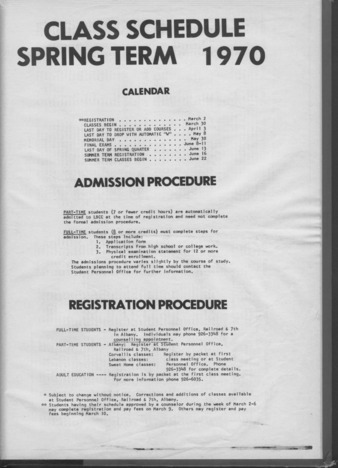 CLASS SCHEDULE
SPRING TERM 1970
CALENDAR
**REGISTRATION . . . . . . . . . . . . . . March 2
CLASSES BEGIN . . . . . . . . . . . . . March 30
LAST DAY TO REGISTER OR ADD COURSES . . . April 3
LAST DAY TO DROP WITH AUTOMATIC "W" . . . May 8
MEMORIAL DAY . . . . . . . . . . . . . May 30
FINAL EXAMS . . . . . . . . . . . . . June 8-11
LAST DAY OF SPRING QUARTER . . . . . . June 13
SUMMER TERM REGISTRATION . . . . . . . June 16
SUMMER TERM CLASSES BEGIN . . . . . . . June 22
ADMISSION PROCEDURE
PART-TIME students (7 or fewer credit hours) are automatically
admitted to LBCC at the time of registration and need not complete
the formal admission procedure.
FULL-TIME students (8 or more credits) must complete steps for
admission. These steps include:
1. Application form
2. Transcripts from high school or college work.
3. Physical examination statement for 12 or more
credit enrollment.
The admissions procedure varies slightly by the course of study.
Students planning to attend full time should contact the
Student Personnel Office for further information.
REGISTRATION PROCEDURE
FULL-TIME STUDENTS - Register at Student Personnel Office, Railroad & 7th
in Albany. Individuals may phone 926-3348 for a
counseling appointment.
PART-TIME STUDENTS - Albany: Register at Student Personnel Office,
Railroad & 7th, Albany
Corvallis classes: Register by packet at first
Lebanon classes: class meeting or at Student
Sweet Home classes: Personnel Office. Phone
926-3348 for complete details.
ADULT EDUCATION ---- Registration is by packet at the first class meeting.
For more information phone 926-6035.
* Subject to change without notice. Corrections and additions of classes available
at Student Personnel Office, Railroad & 7th, Albany.
** Students having their schedule approved by a counselor during the week of March 2-6
may complete registration and pay fees on March 9. Others may register and pay
fees beginning March 10.